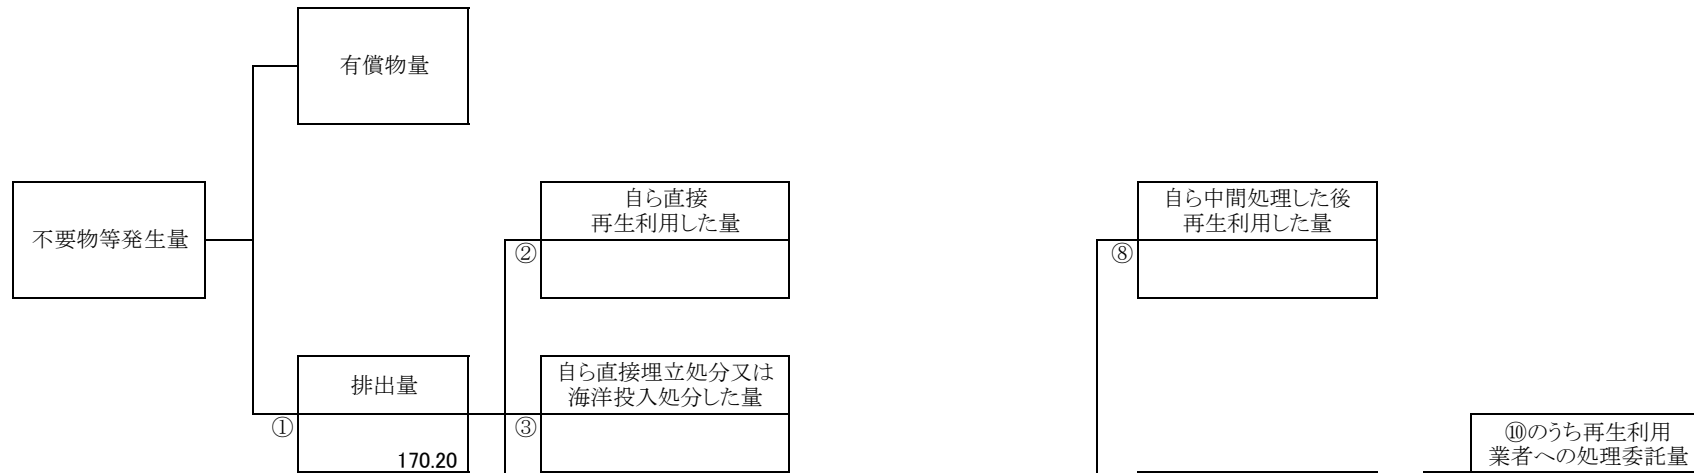 有償物量
不要物等発生量
自ら直接
再生利用した量
②
自ら中間処理した後
再生利用した量
⑧
排出量
①
170.20
自ら直接埋立処分又は
海洋投入処分した量
③
⑩のうち再生利用
業者への処理委託量